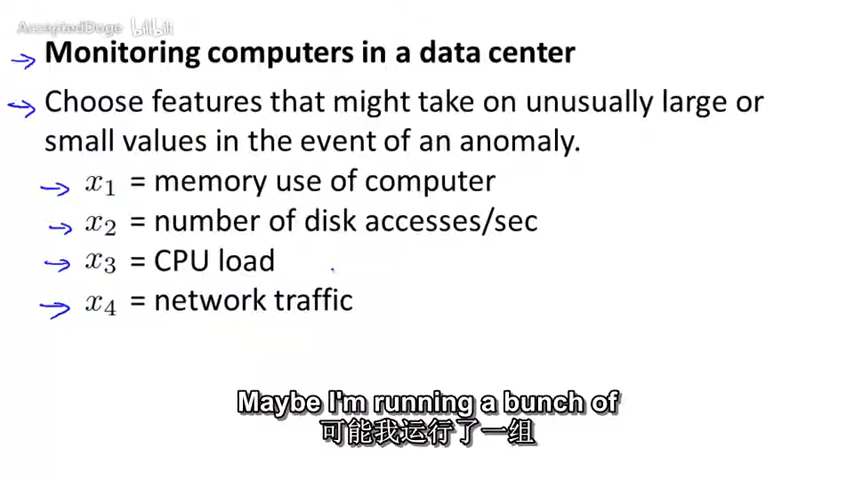 AcceptedDoge bilibili
→ Monitoring computers in a data center
→ Choose features that might take on unusually large or
small values in the event of an anomaly.
→ x₁ = memory use of computer
→ x₂ = number of disk accesses/sec
→ x₃ = CPU load
→ x₄ = network traffic
Maybe I'm running a bunch of
可能我运行了一组